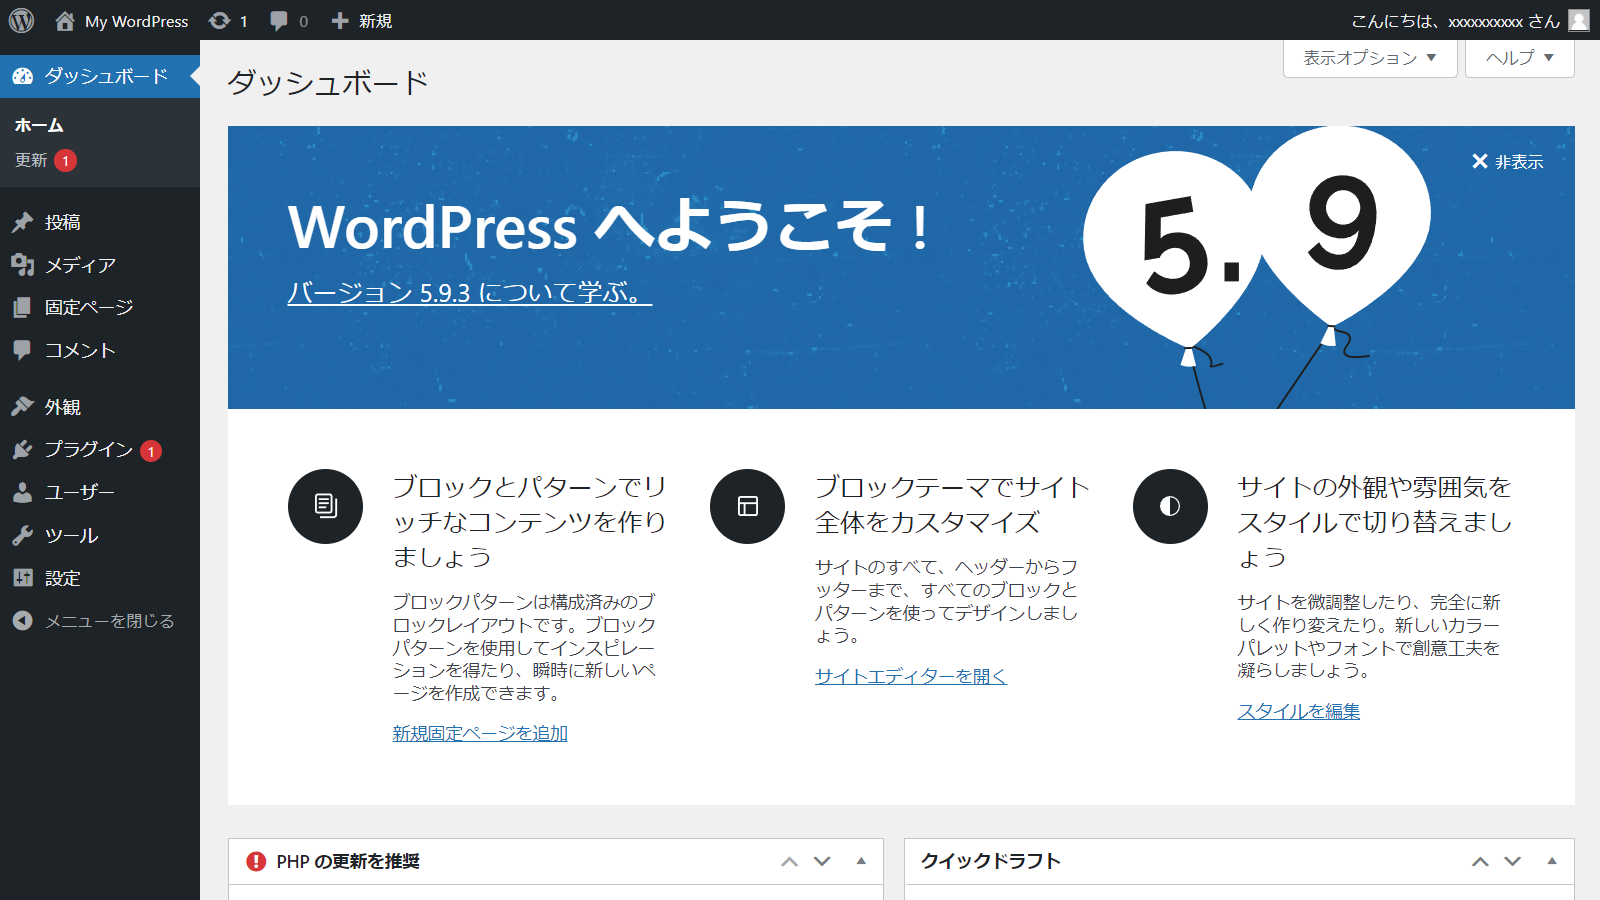 My WordPress 1 0 新規
こんにちは、xxxxxxxxxx さん
ダッシュボード
ホーム
更新 1
投稿
メディア
固定ページ
コメント
外観
プラグイン 1
ユーザー
ツール
設定
メニューを閉じる
表示オプション ▼
ヘルプ ▼
ダッシュボード
非表示
WordPress へようこそ !
バージョン 5.9.3 について学ぶ。
5.9
ブロックとパターンでリ
ッチなコンテンツを作り
ましょう
ブロックパターンは構成済みのブ
ロックレイアウトです。ブロック
パターンを使用してインスピレー
ションを得たり、瞬時に新しいペ
ージを作成できます。
新規固定ページを追加
ブロックテーマでサイト
全体をカスタマイズ
サイトのすべて、ヘッダーからフ
ッターまで、すべてのブロックと
パターンを使ってデザインしまし
ょう。
サイトエディターを開く
サイトの外観や雰囲気を
スタイルで切り替えまし
ょう
サイトを微調整したり、完全に新
しく作り変えたり。新しいカラー
パレットやフォントで創意工夫を
凝らしましょう。
スタイルを編集
PHP の更新を推奨
クイックドラフト